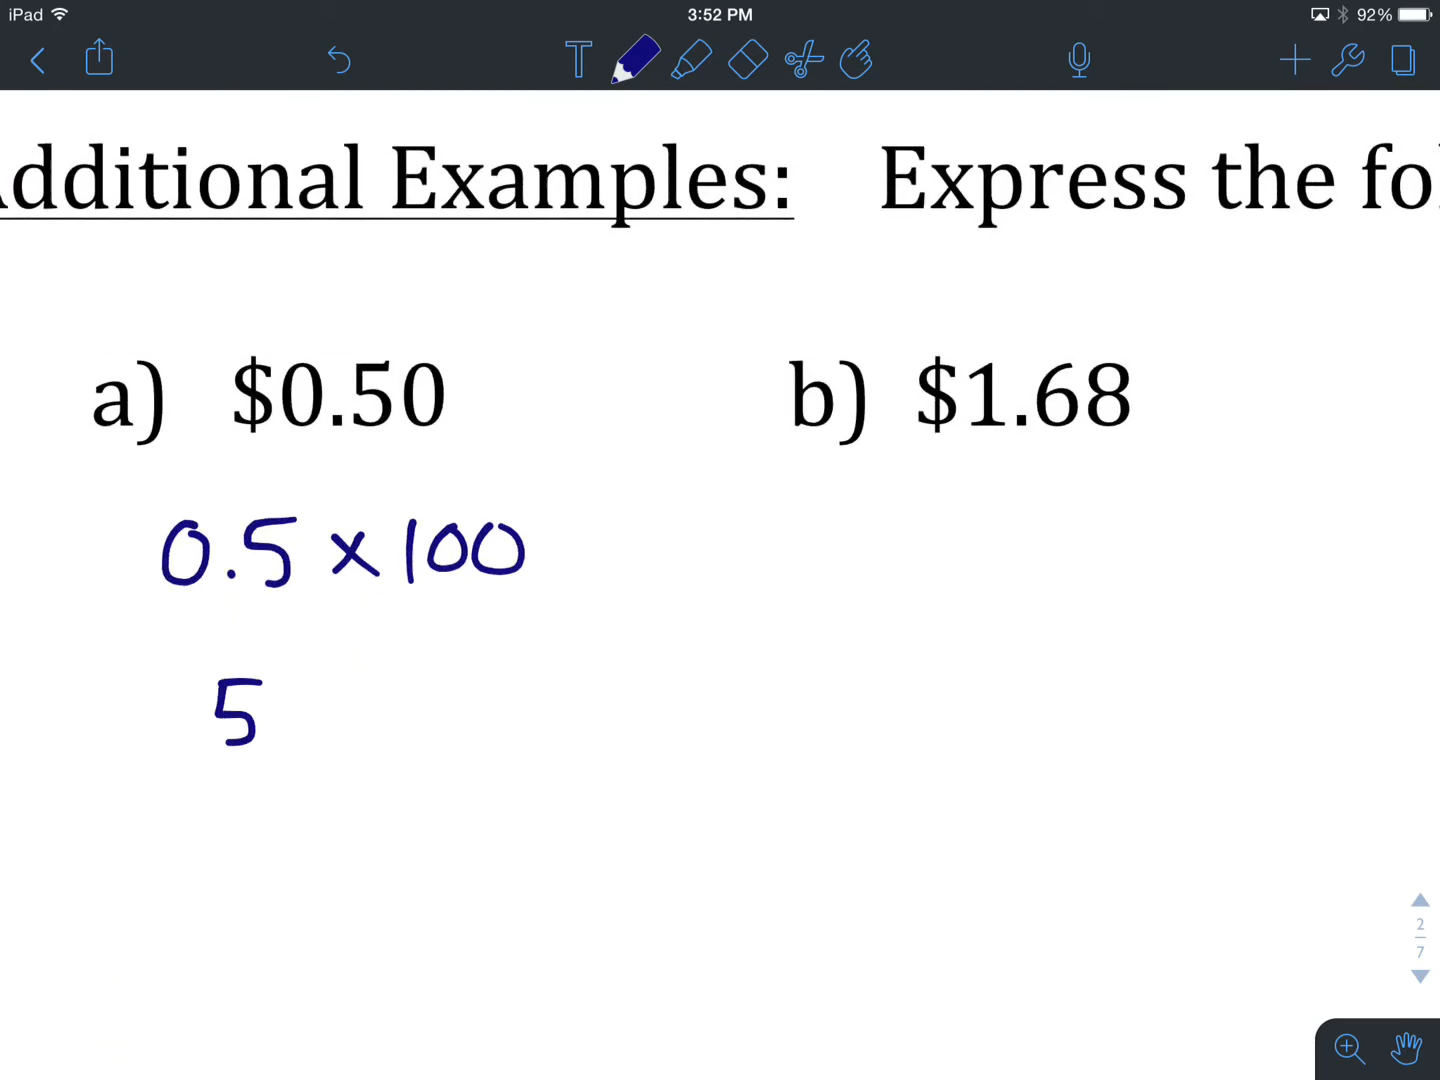 iPad 3:52 PM 92%
T
dditional Examples: Express the fo
a) $0.50 b) $1.68
0.5 x 100
5
2
7